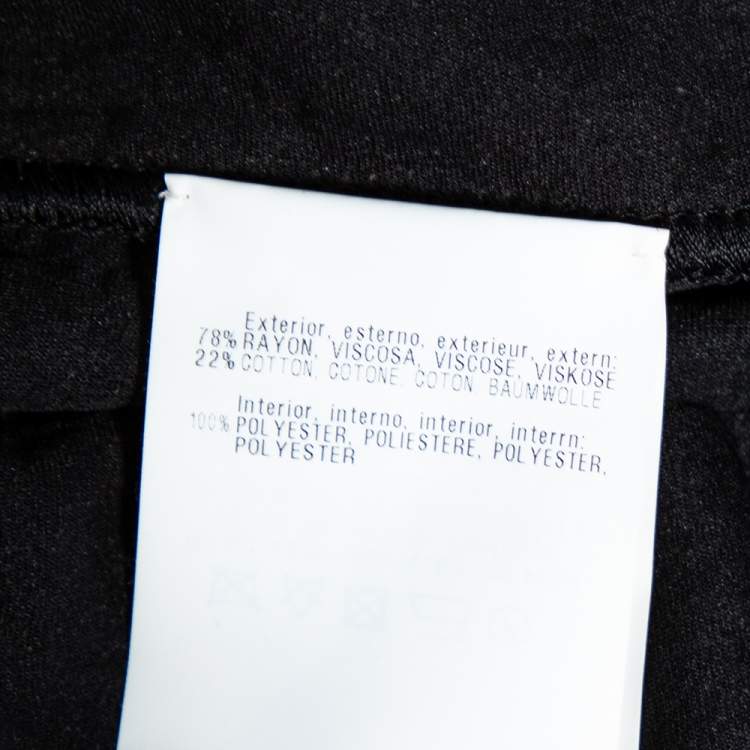 Exterior, esterno, exterieur, extern:
78% RAYON, VISCOSA, VISCOSE, VISKOSE
22% COTTON, COTONE, COTON BAUMWOLLE
Interior, interno, interior, interrn:
100% POLYESTER, POLIESTERE, POLYESTER,
POLYESTER